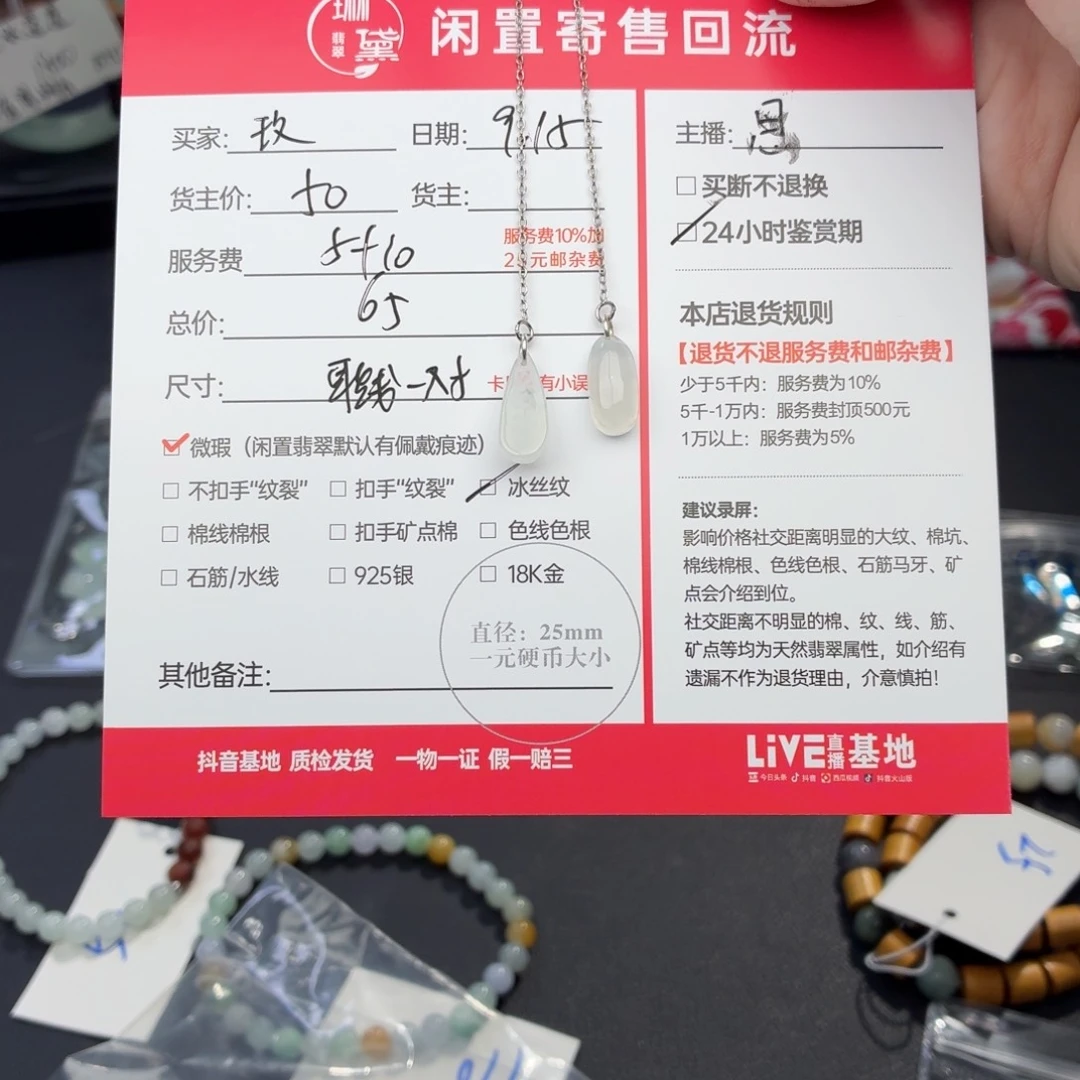 琳黛
翡翠
闲置寄售回流
买家: 玫 日期: 9.15
货主价: 50 货主:
服务费 5+10
服务费10%加
2元邮杂费
总价: 65
尺寸: 耳线一对 卡 有小误
微瑕（闲置翡翠默认有佩戴痕迹）
不扣手“纹裂” 扣手“纹裂” 冰丝纹
棉线棉根 扣手矿点棉 色线色根
石筋/水线 925银 18K金
直径：25mm
一元硬币大小
其他备注:
主播: 思
买断不退换
24小时鉴赏期
本店退货规则
【退货不退服务费和邮杂费】
少于5千内：服务费为10%
5千-1万内：服务费封顶500元
1万以上：服务费为5%
建议录屏：
影响价格社交距离明显的大纹、棉坑、
棉线棉根、色线色根、石筋马牙、矿
点会介绍到位。
社交距离不明显的棉、纹、线、筋、
矿点等均为天然翡翠属性，如介绍有
遗漏不作为退货理由，介意慎拍！
抖音基地 质检发货 一物一证 假一赔三
LiVE直播基地
今日头条 抖音 西瓜视频 抖音火山版